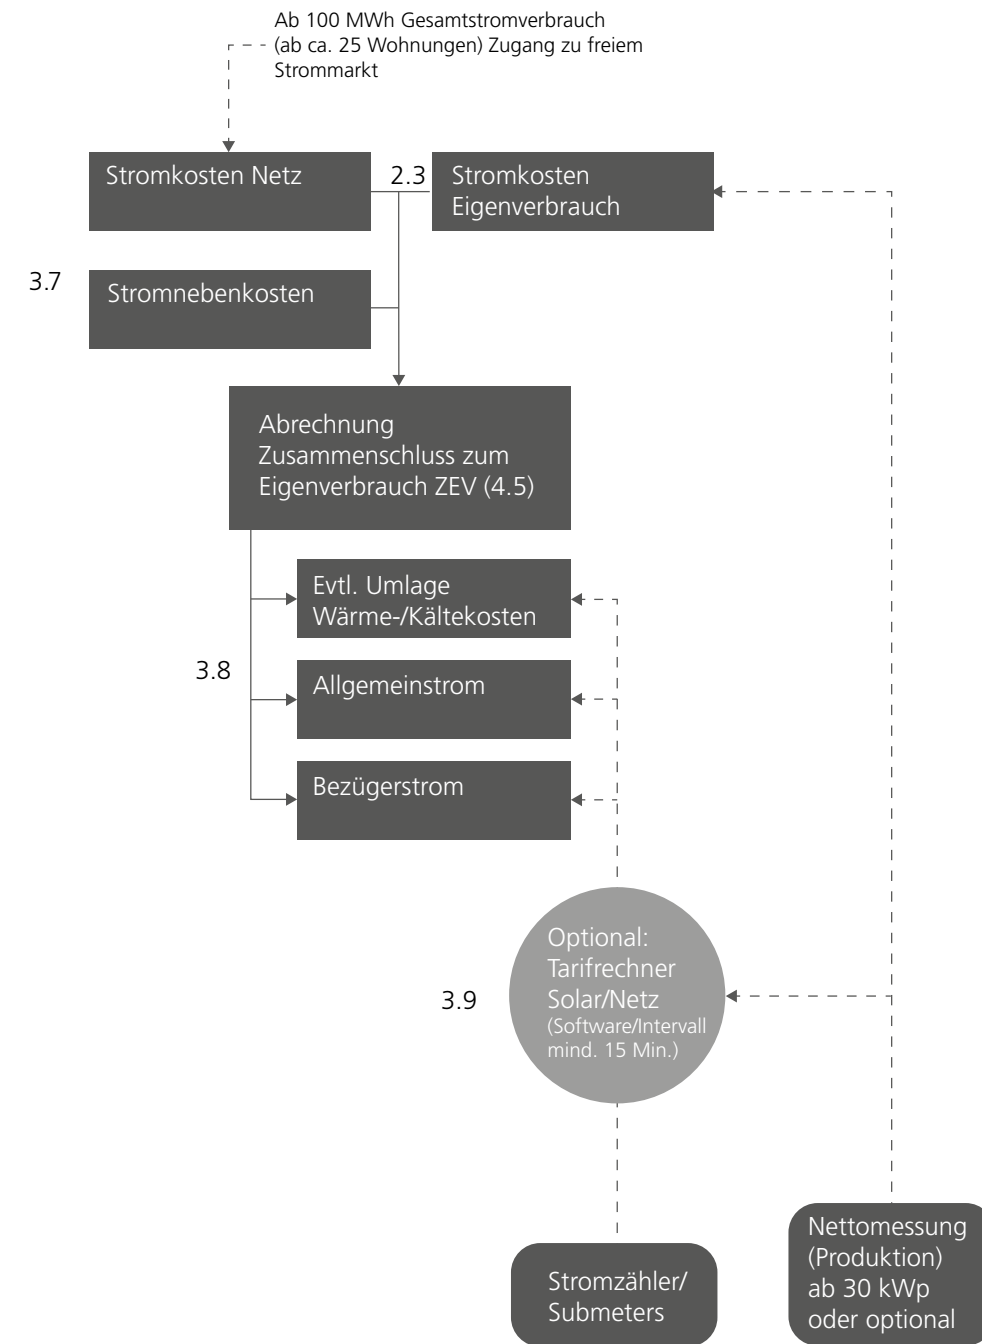 Ab 100 MWh Gesamtstromverbrauch
(ab ca. 25 Wohnungen) Zugang zu freiem
Strommarkt
Stromkosten Netz
2.3
Stromkosten
Eigenverbrauch
3.7
Stromnebenkosten
Abrechnung
Zusammenschluss zum
Eigenverbrauch ZEV (4.5)
Evtl. Umlage
Wärme-/Kältekosten
3.8
Allgemeinstrom
Bezügerstrom
Optional:
Tarifrechner
Solar/Netz
(Software/Intervall
mind. 15 Min.)
3.9
Stromzähler/
Submeters
Nettomessung
(Produktion)
ab 30 kWp
oder optional